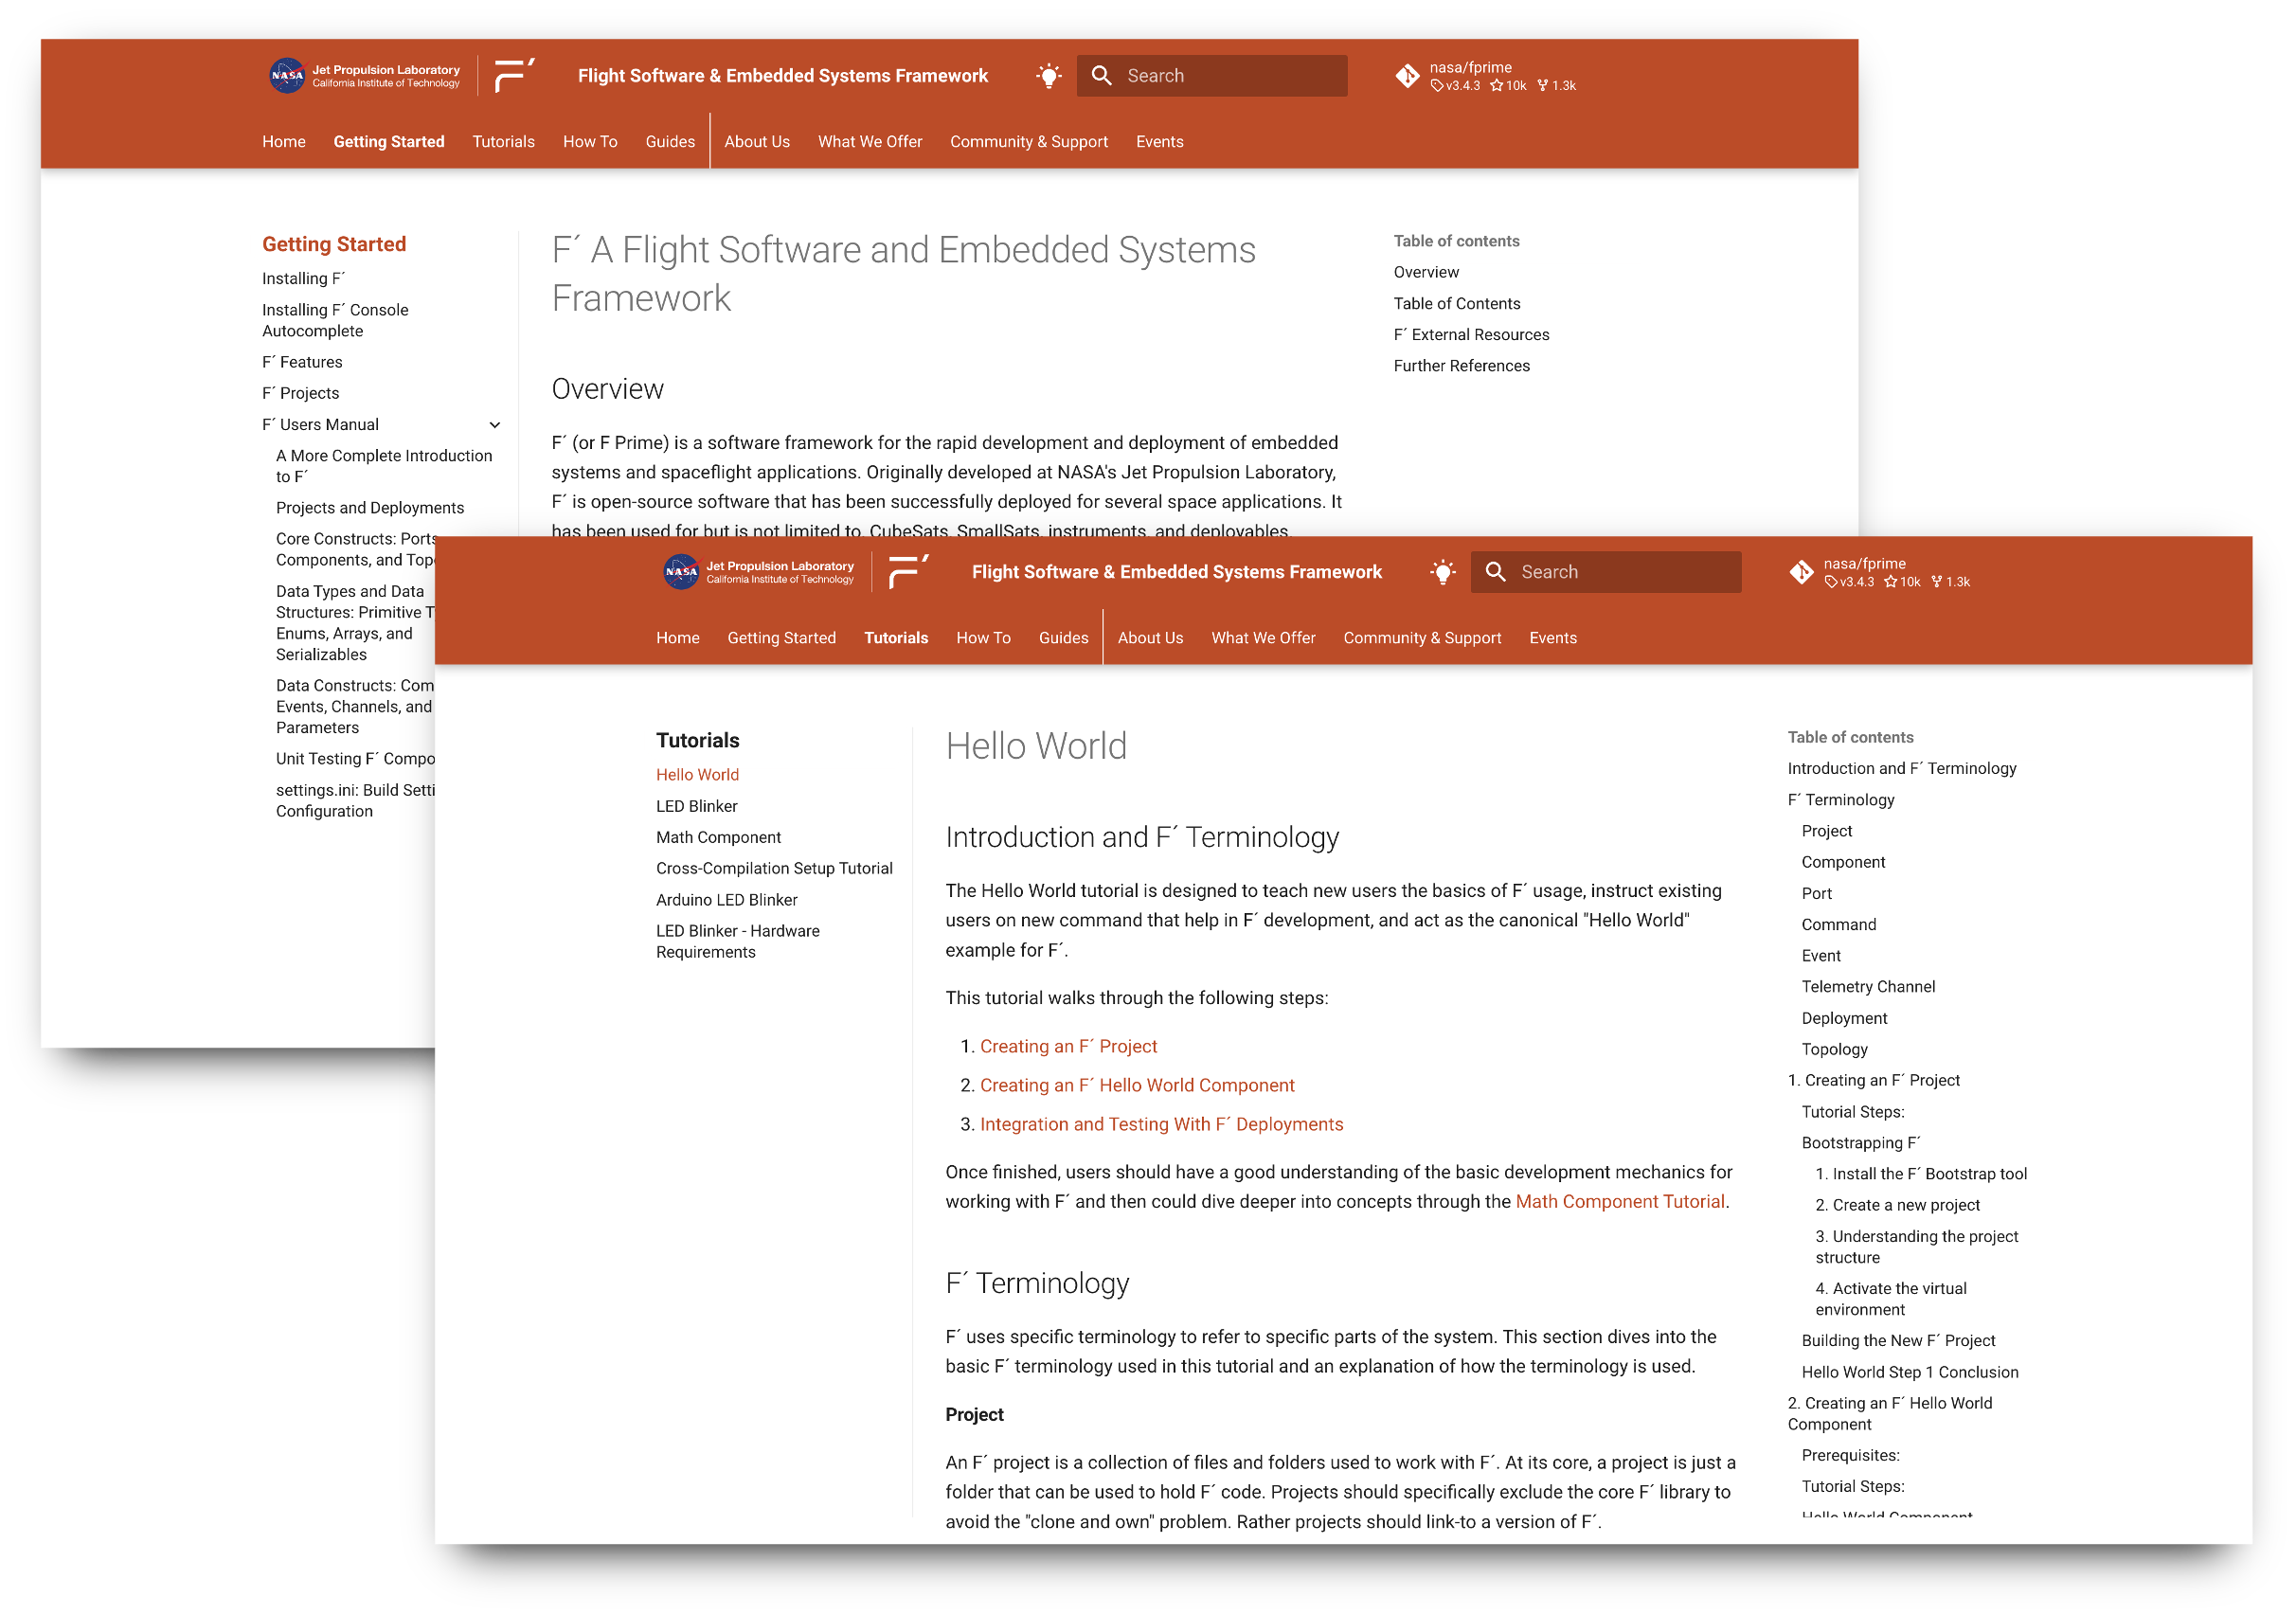 NASA
Jet Propulsion Laboratory
California Institute of Technology
Flight Software & Embedded Systems Framework
Search
nasa/fprime
v3.4.3 10k 1.3k
Home Getting Started Tutorials How To Guides About Us What We Offer Community & Support Events
Getting Started
Installing F´
Installing F´ Console
Autocomplete
F´ Features
F´ Projects
F´ Users Manual
A More Complete Introduction
to F´
Projects and Deployments
Core Constructs: Ports
Components, and
Data Types and Data
Structures: Primitive
Enums, Arrays, and
Serializables
Data Constructs:
Events, Channels, and
Parameters
Unit Testing F´
settings.ini: Build
Configuration
F´ A Flight Software and Embedded Systems
Framework
Overview
F´ (or F Prime) is a software framework for the rapid development and deployment of embedded
systems and spaceflight applications. Originally developed at NASA's Jet Propulsion Laboratory,
F´ is open-source software that has been successfully deployed for several space applications. It
has been used for but is not limited to, CubeSats, SmallSats, instruments, and deployables.
Table of contents
Overview
Table of Contents
F´ External Resources
Further References
NASA
Jet Propulsion Laboratory
California Institute of Technology
Flight Software & Embedded Systems Framework
Search
nasa/fprime
v3.4.3 10k 1.3k
Home Getting Started Tutorials How To Guides About Us What We Offer Community & Support Events
Tutorials
Hello World
LED Blinker
Math Component
Cross-Compilation Setup Tutorial
Arduino LED Blinker
LED Blinker - Hardware
Requirements
Hello World
Introduction and F´ Terminology
The Hello World tutorial is designed to teach new users the basics of F´ usage, instruct existing
users on new command that help in F´ development, and act as the canonical "Hello World"
example for F´.
This tutorial walks through the following steps:
1. Creating an F´ Project
2. Creating an F´ Hello World Component
3. Integration and Testing With F´ Deployments
Once finished, users should have a good understanding of the basic development mechanics for
working with F´ and then could dive deeper into concepts through the Math Component Tutorial.
F´ Terminology
F´ uses specific terminology to refer to specific parts of the system. This section dives into the
basic F´ terminology used in this tutorial and an explanation of how the terminology is used.
Project
An F´ project is a collection of files and folders used to work with F´. At its core, a project is just a
folder that can be used to hold F´ code. Projects should specifically exclude the core F´ library to
avoid the "clone and own" problem. Rather projects should link-to a version of F´.
Table of contents
Introduction and F´ Terminology
F´ Terminology
Project
Component
Port
Command
Event
Telemetry Channel
Deployment
Topology
1. Creating an F´ Project
Tutorial Steps:
Bootstrapping F´
1. Install the F´ Bootstrap tool
2. Create a new project
3. Understanding the project
structure
4. Activate the virtual
environment
Building the New F´ Project
Hello World Step 1 Conclusion
2. Creating an F´ Hello World
Component
Prerequisites:
Tutorial Steps:
Hello World Component